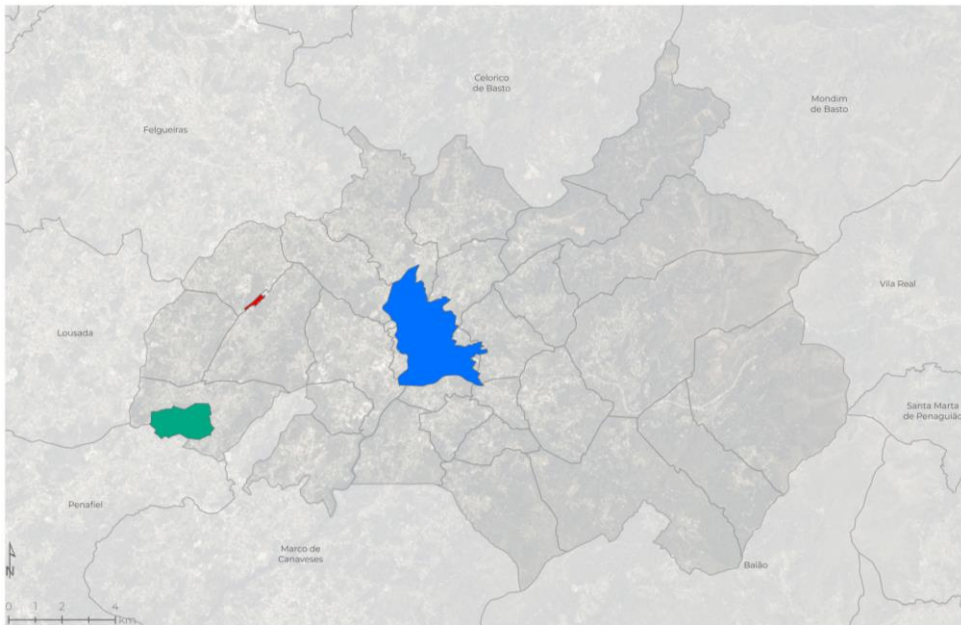 Celorico
de Basto
Mondim
de Basto
Felgueiras
Vila Real
Lousada
Santa Marta
de Penaguião
Penafiel
Marco de
Canaveses
Baião
N
0 1 2 4
km